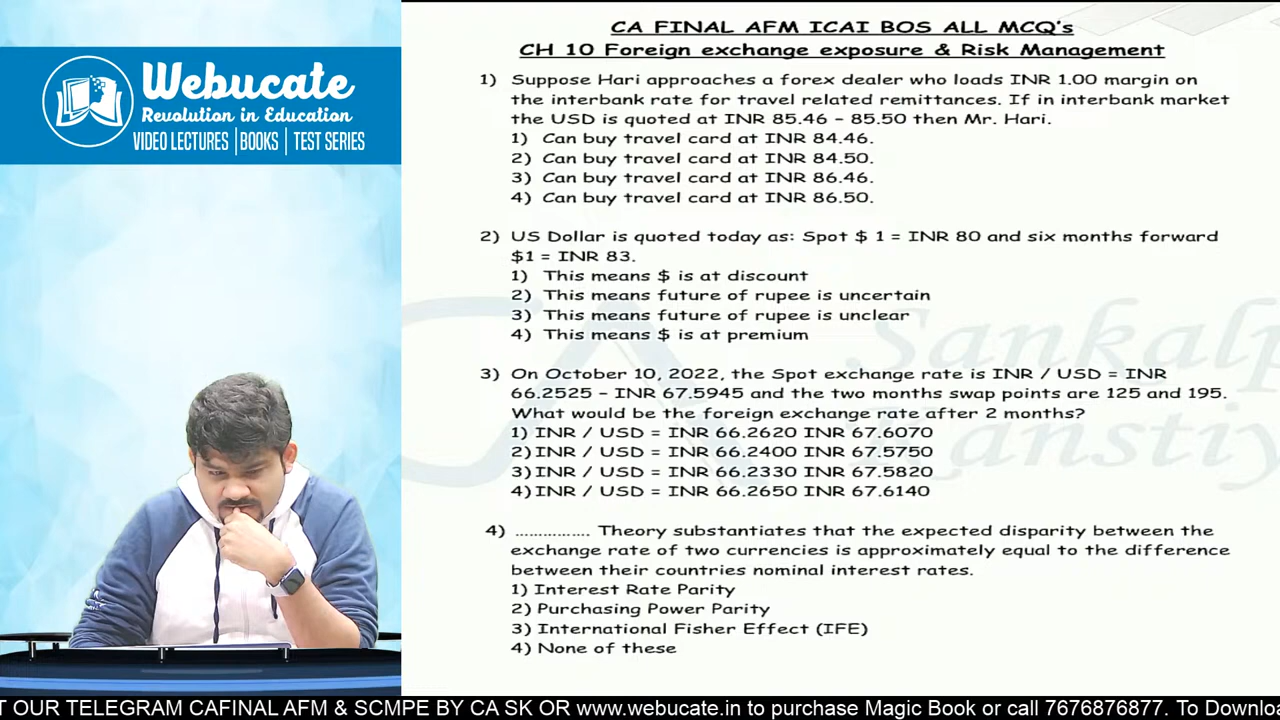 Webucate
Revolution in Education
VIDEO LECTURES | BOOKS | TEST SERIES
CA FINAL AFM ICAI BOS ALL MCQ's
CH 10 Foreign exchange exposure & Risk Management
1) Suppose Hari approaches a forex dealer who loads INR 1.00 margin on
the interbank rate for travel related remittances. If in interbank market
the USD is quoted at INR 85.46 – 85.50 then Mr. Hari.
1) Can buy travel card at INR 84.46.
2) Can buy travel card at INR 84.50.
3) Can buy travel card at INR 86.46.
4) Can buy travel card at INR 86.50.
2) US Dollar is quoted today as: Spot $ 1 = INR 80 and six months forward
$1 = INR 83.
1) This means $ is at discount
2) This means future of rupee is uncertain
3) This means future of rupee is unclear
4) This means $ is at premium
3) On October 10, 2022, the Spot exchange rate is INR / USD = INR
66.2525 – INR 67.5945 and the two months swap points are 125 and 195.
What would be the foreign exchange rate after 2 months?
1) INR / USD = INR 66.2620 INR 67.6070
2) INR / USD = INR 66.2400 INR 67.5750
3) INR / USD = INR 66.2330 INR 67.5820
4) INR / USD = INR 66.2650 INR 67.6140
4) ................ Theory substantiates that the expected disparity between the
exchange rate of two currencies is approximately equal to the difference
between their countries nominal interest rates.
1) Interest Rate Parity
2) Purchasing Power Parity
3) International Fisher Effect (IFE)
4) None of these
CA Sankalp
Kanstiy
T OUR TELEGRAM CAFINAL AFM & SCMPE BY CA SK OR www.webucate.in to purchase Magic Book or call 7676876877. To Downloa